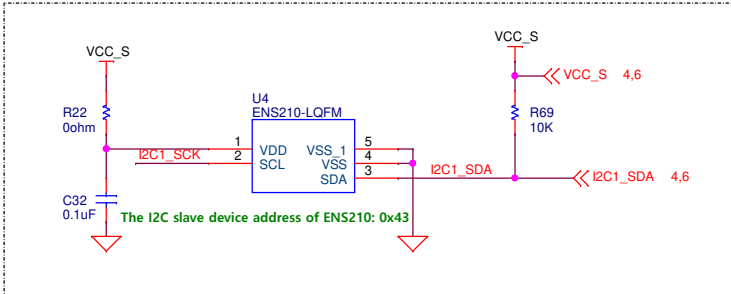 VCC_S
R22
0ohm
C32
0.1uF
I2C1_SCK
U4
ENS210-LQFM
1
2
VDD
SCL
VSS_1
VSS
SDA
5
4
3
I2C1_SDA
VCC_S
VCC_S 4,6
R69
10K
I2C1_SDA 4,6
The I2C slave device address of ENS210: 0x43